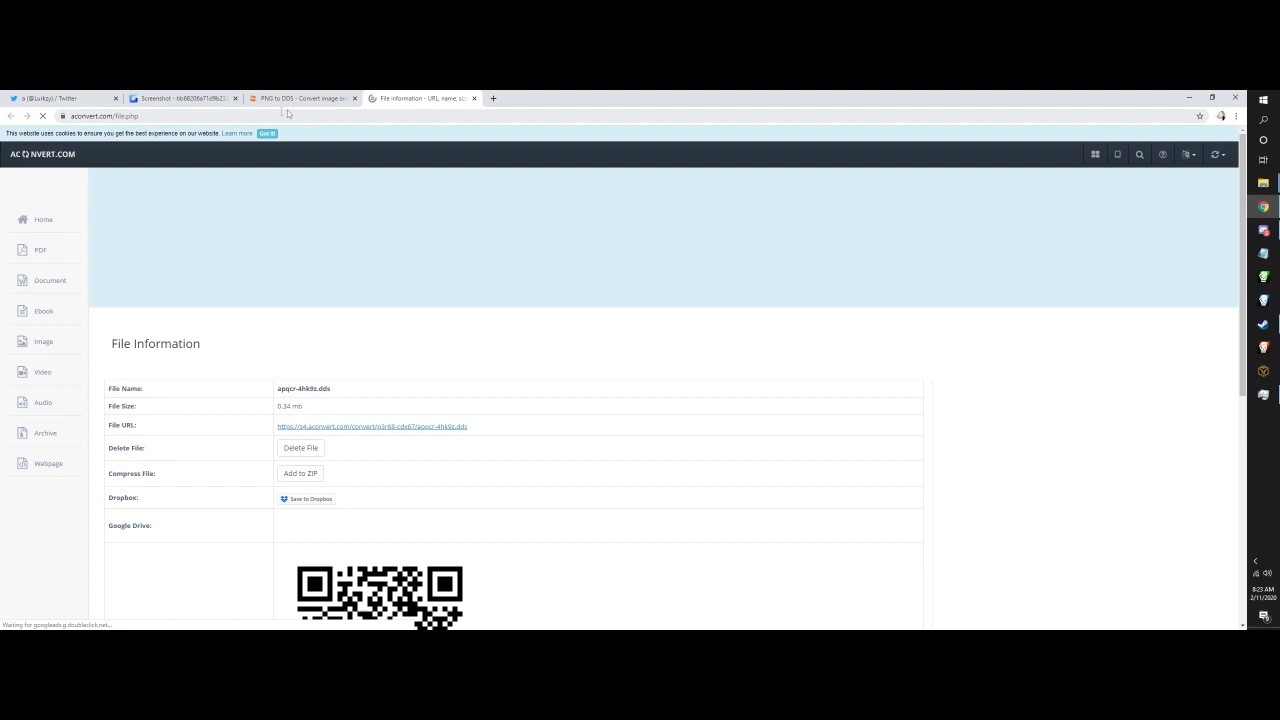 a (@Lurkzy) / Twitter
Screenshot - bb68206a71d9b23
PNG to DDS - Convert image on
File information - URL, name, siz
aconvert.com/file.php
This website uses cookies to ensure you get the best experience on our website. Learn more Got it!
AC NVERT.COM
Home
PDF
Document
Ebook
Image
Video
Audio
Archive
Webpage
File Information
File Name: apqcr-4hk9z.dds
File Size: 0.34 mb
File URL: https://s4.aconvert.com/convert/p3r68-cdx67/apqcr-4hk9z.dds
Delete File: Delete File
Compress File: Add to ZIP
Dropbox: Save to Dropbox
Google Drive:
Waiting for googleads.g.doubleclick.net...
8:23 AM
2/11/2020